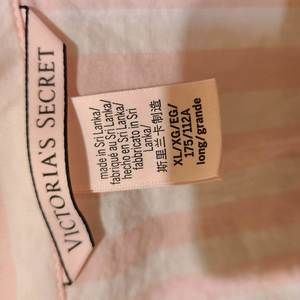 VICTORIA'S SECRET
made in Sri Lanka/
fabriqué au Sri Lanka/
hecho en Sri Lanka/
fabbricato in Sri
Lanka/
斯里兰卡制造
XL/XG/EG/
175/112A
long/grande